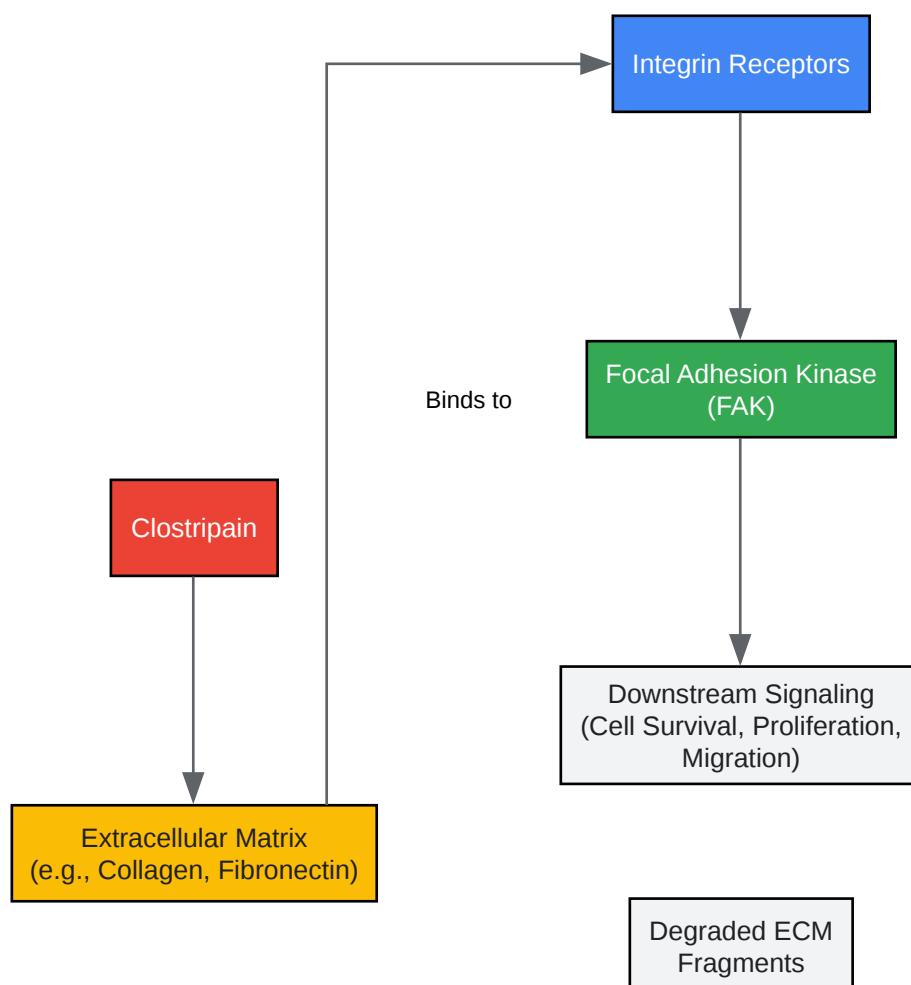 Integrin Receptors
Focal Adhesion Kinase
(FAK)
Binds to
Clostripain
Downstream Signaling
(Cell Survival, Proliferation,
Migration)
Extracellular Matrix
(e.g., Collagen, Fibronectin)
Degraded ECM
Fragments